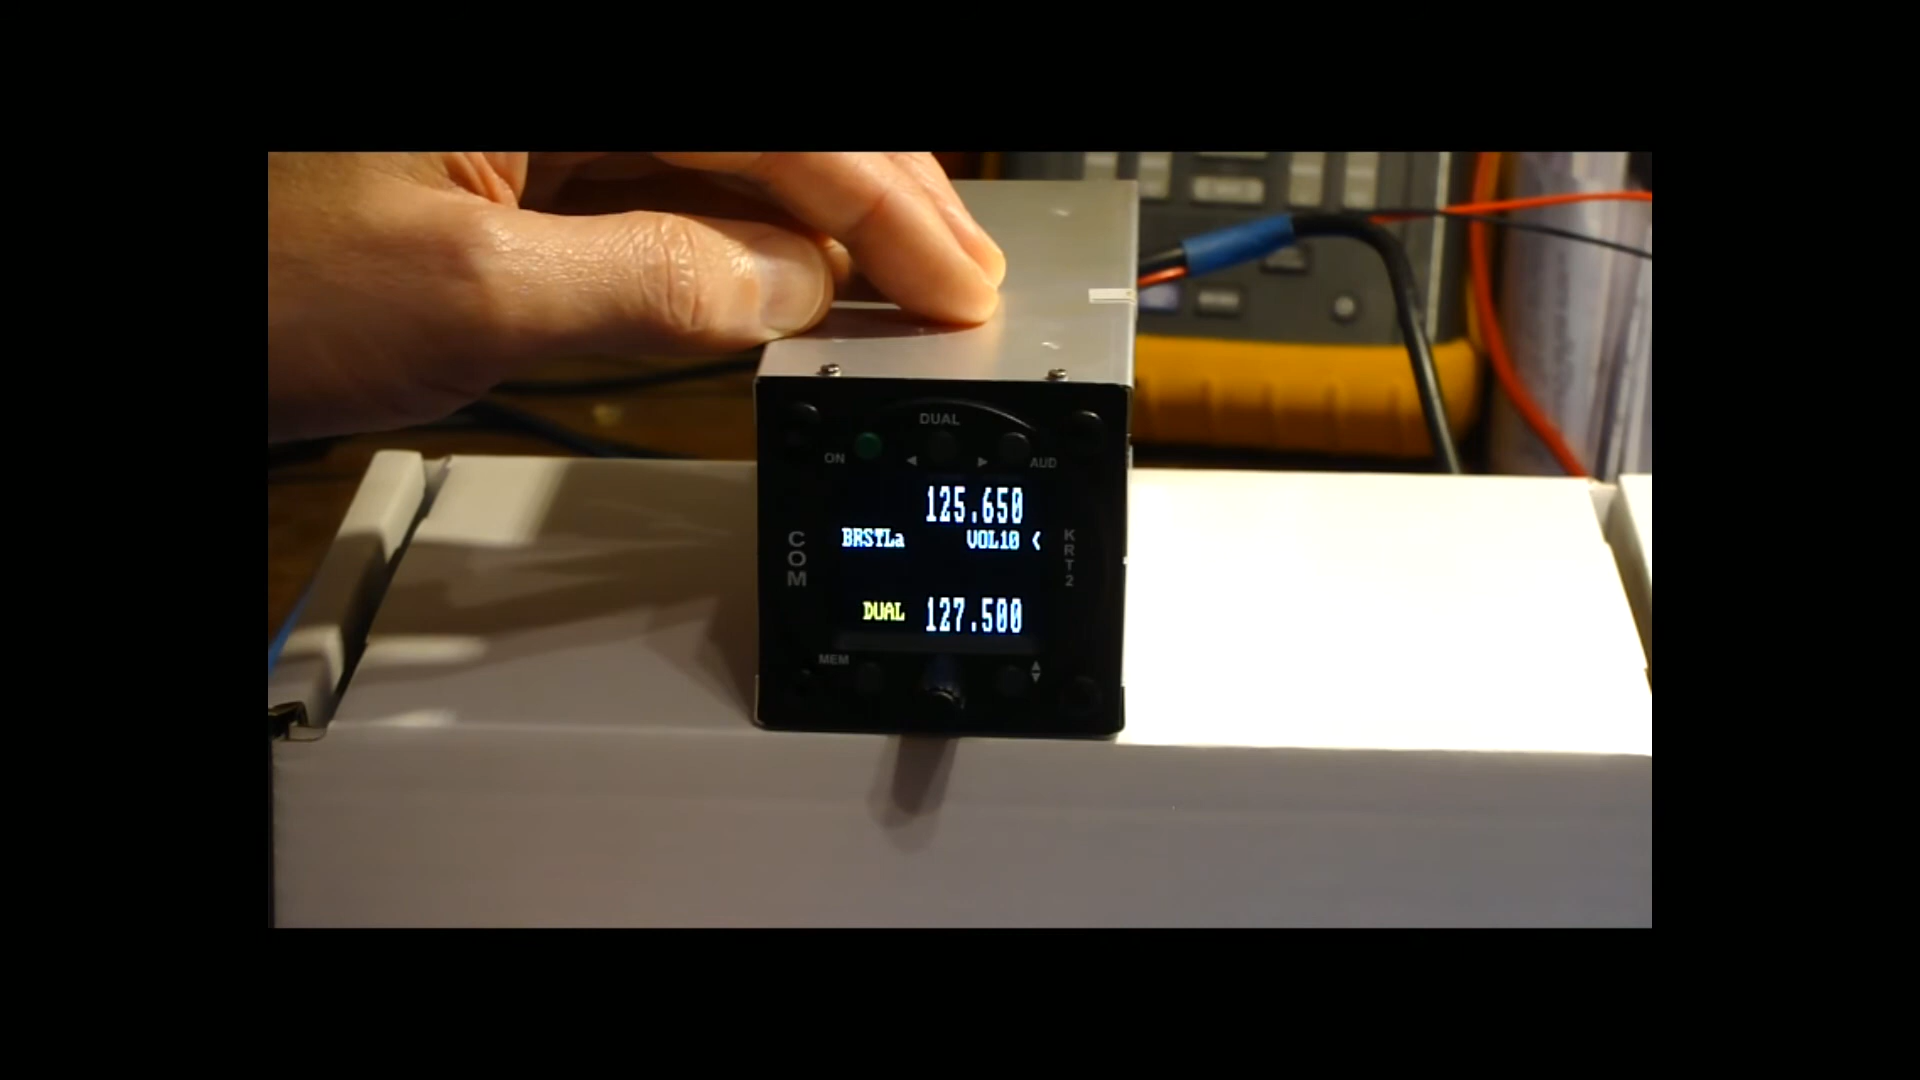 DUAL
ON ◄ ► AUD
125.650
BRSTLa VOL10 <
COM
KRT2
DUAL 127.500
MEM